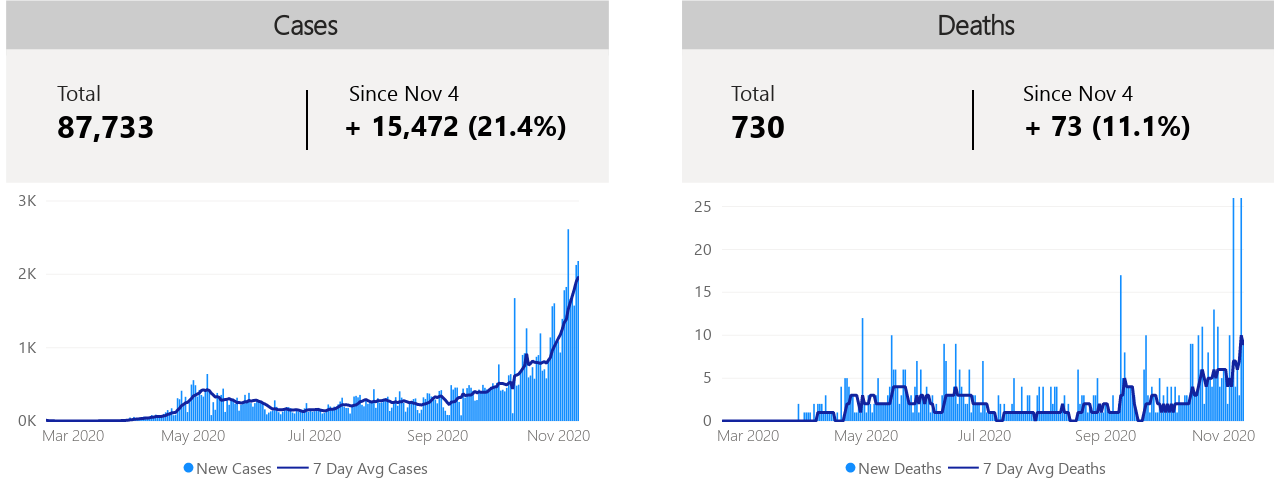 Cases
Total
87,733
Since Nov 4
+ 15,472 (21.4%)
3K
2K
1K
0K
Mar 2020 May 2020 Jul 2020 Sep 2020 Nov 2020
New Cases 7 Day Avg Cases
Deaths
Total
730
Since Nov 4
+ 73 (11.1%)
25
20
15
10
5
0
Mar 2020 May 2020 Jul 2020 Sep 2020 Nov 2020
New Deaths 7 Day Avg Deaths